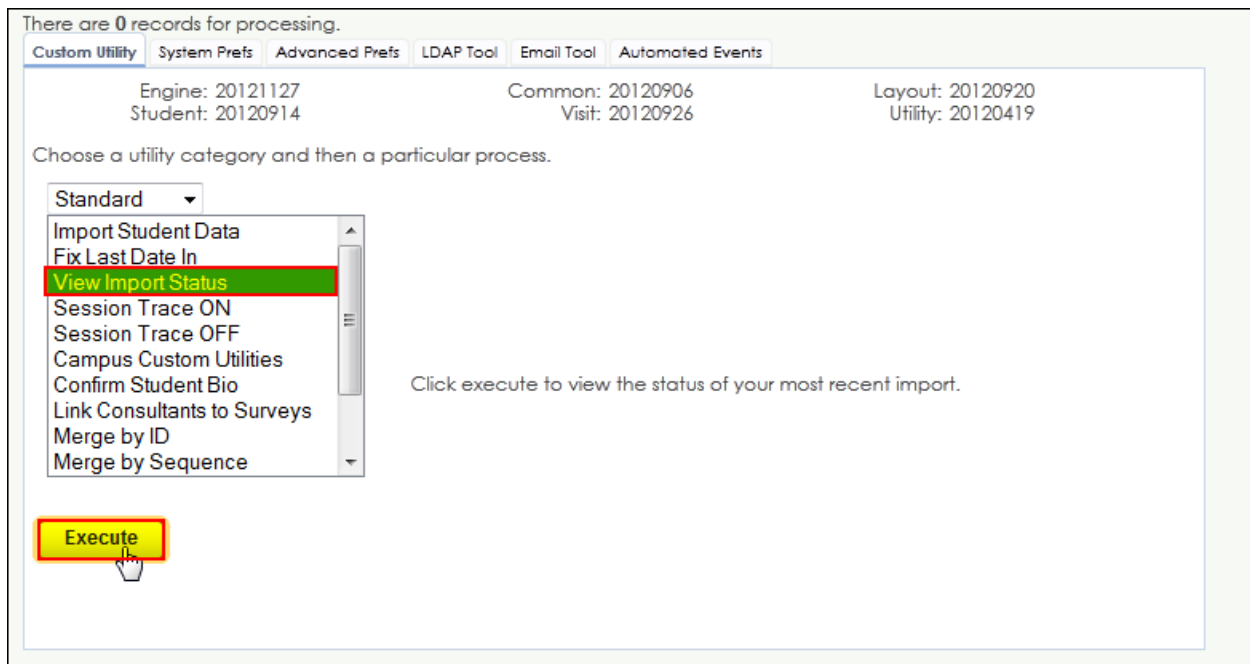 There are 0 records for processing.
Custom Utility System Prefs Advanced Prefs LDAP Tool Email Tool Automated Events
Engine: 20121127 Common: 20120906 Layout: 20120920
Student: 20120914 Visit: 20120926 Utility: 20120419
Choose a utility category and then a particular process.
Standard
Import Student Data
Fix Last Date In
View Import Status
Session Trace ON
Session Trace OFF
Campus Custom Utilities
Confirm Student Bio
Click execute to view the status of your most recent import.
Link Consultants to Surveys
Merge by ID
Merge by Sequence
Execute